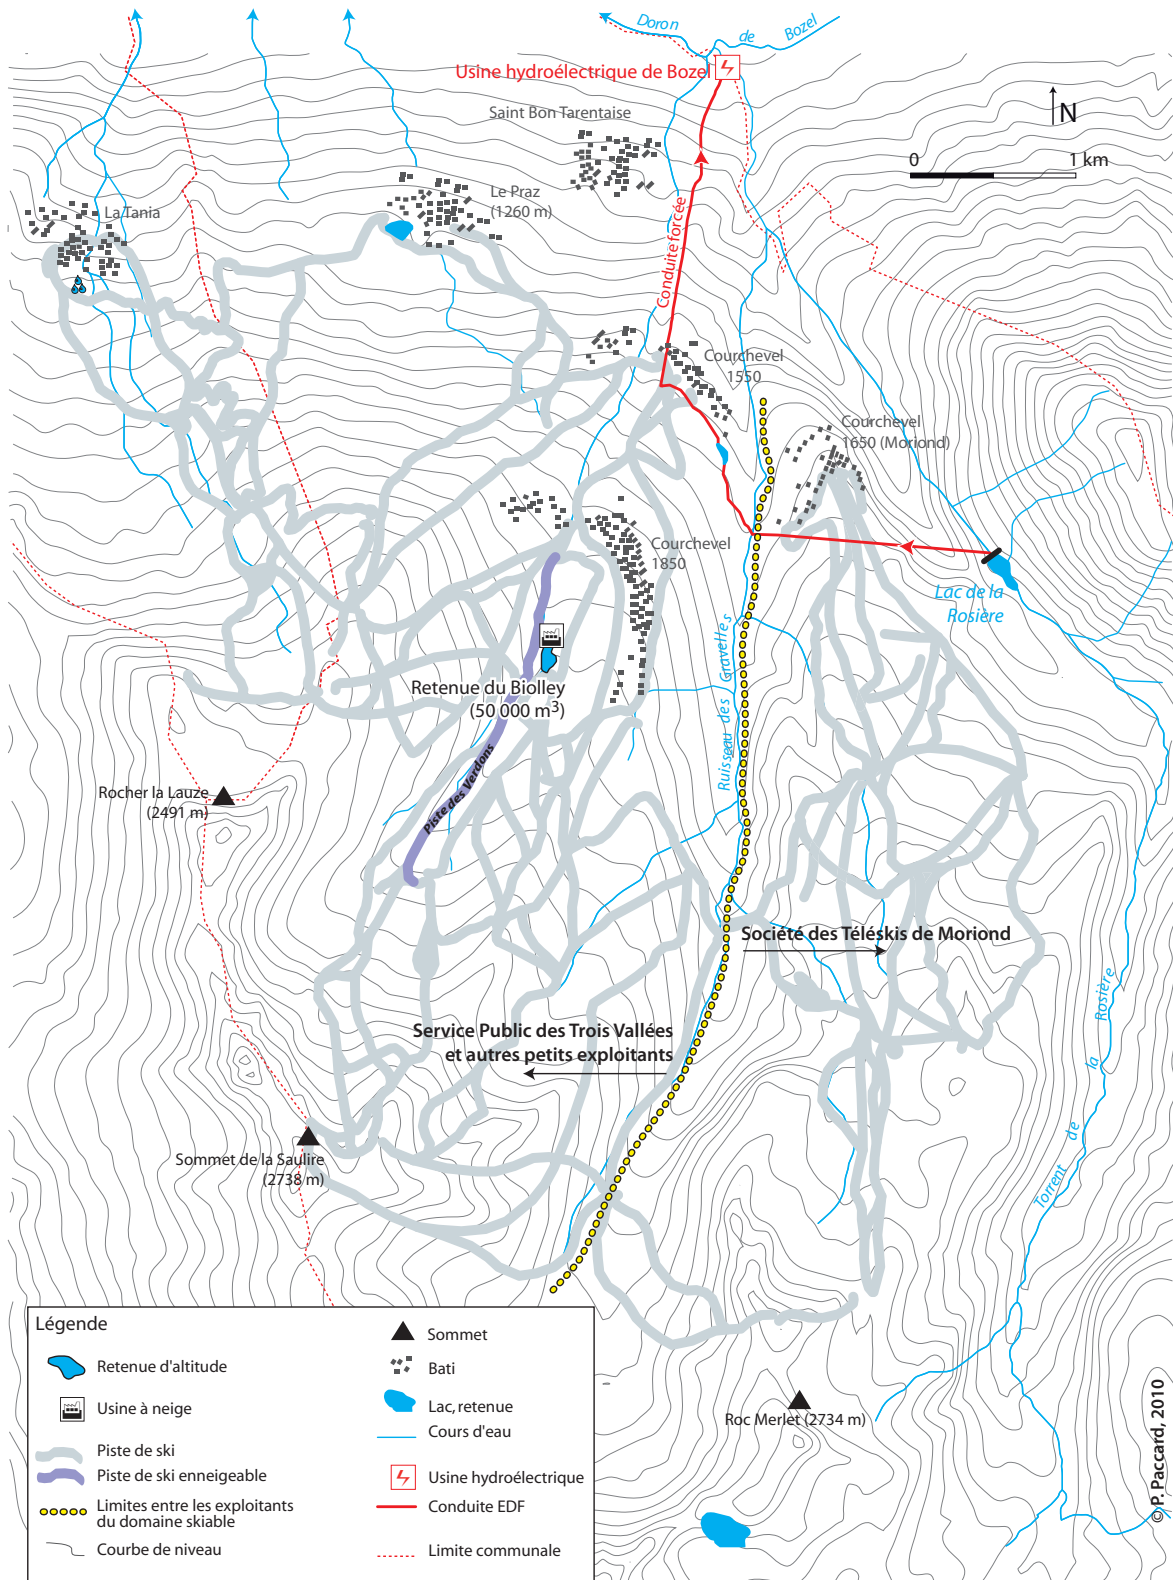 Doron de Bozel
Usine hydroélectrique de Bozel
N
Saint Bon Tarentaise
0 1 km
Le Praz
(1260 m)
La Tania
Conduite forcée
Courchevel
1550
Courchevel
1650 (Moriond)
Courchevel
1850
Lac de la
Rosière
Ruisseau des Gravelles
Retenue du Biolley
(50 000 m3)
Piste des Verdons
Rocher la Lauze
(2491 m)
Société des Téléskis de Moriond
Service Public des Trois Vallées
et autres petits exploitants
Torrent de la Rosière
Sommet de la Saulire
(2738 m)
Roc Merlet (2734 m)
Légende
Retenue d'altitude
Usine à neige
Piste de ski
Piste de ski enneigeable
Limites entre les exploitants
du domaine skiable
Courbe de niveau
Sommet
Bati
Lac, retenue
Cours d'eau
Usine hydroélectrique
Conduite EDF
Limite communale
© P. Paccard, 2010